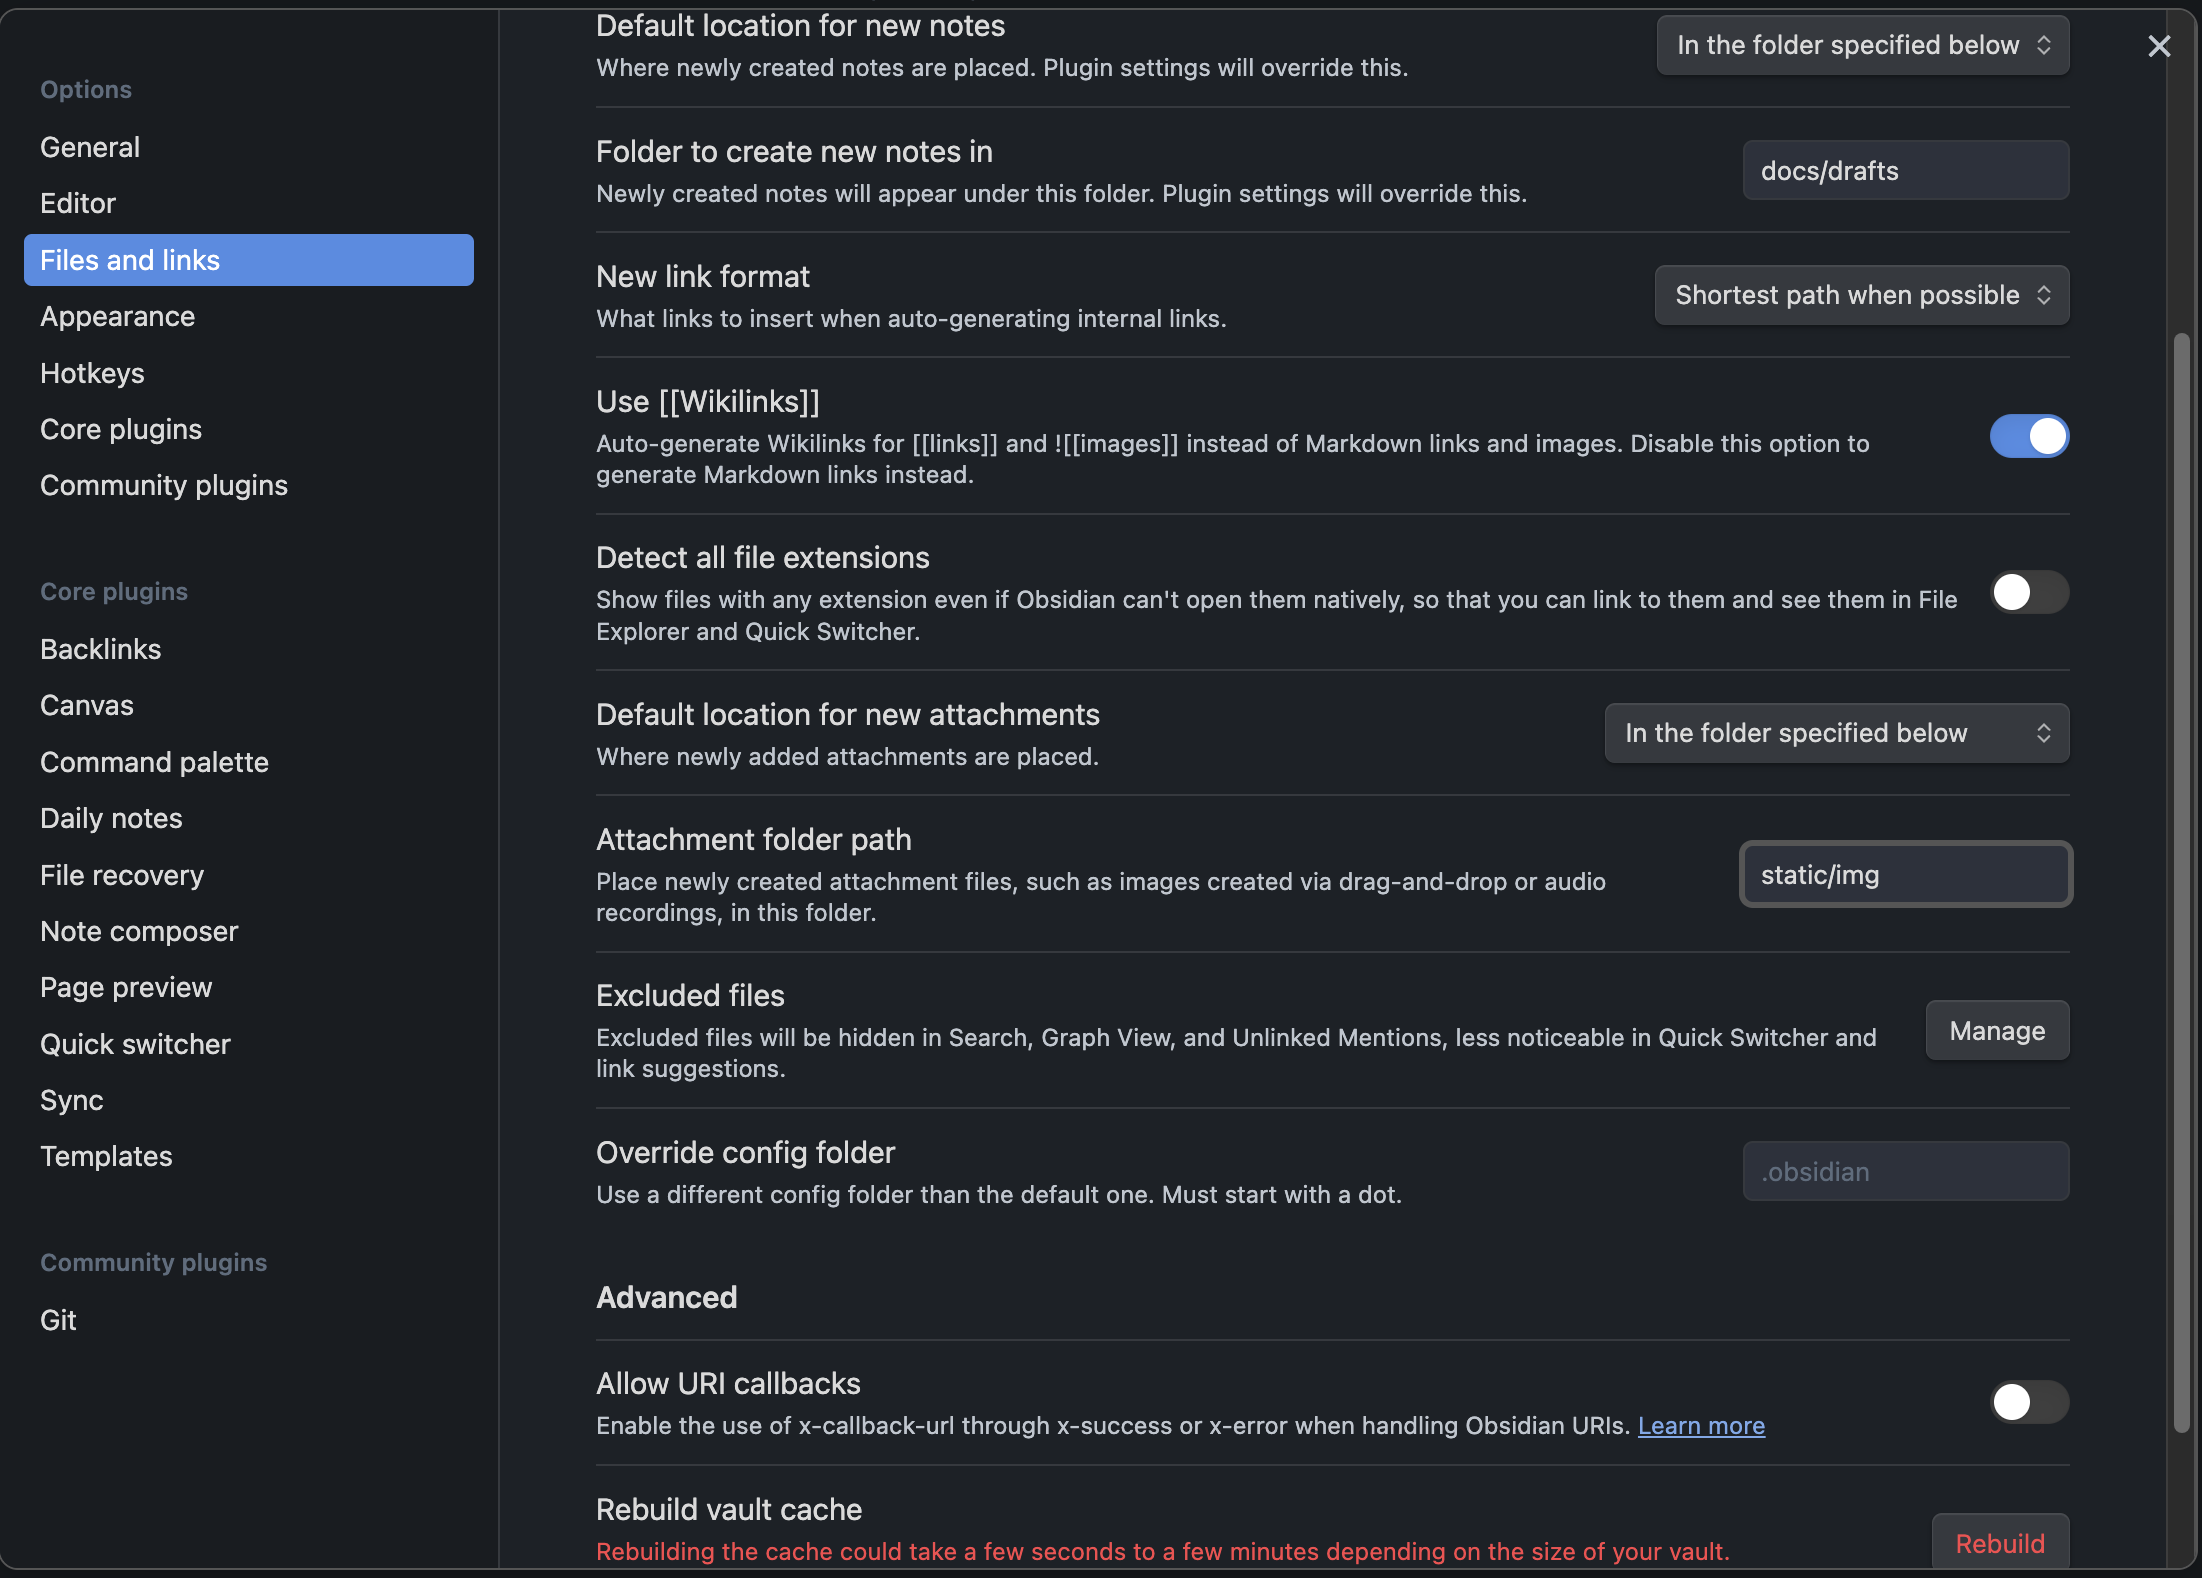 Options
General
Editor
Files and links
Appearance
Hotkeys
Core plugins
Community plugins
Core plugins
Backlinks
Canvas
Command palette
Daily notes
File recovery
Note composer
Page preview
Quick switcher
Sync
Templates
Community plugins
Git
Default location for new notes
Where newly created notes are placed. Plugin settings will override this.
In the folder specified below
Folder to create new notes in
Newly created notes will appear under this folder. Plugin settings will override this.
docs/drafts
New link format
What links to insert when auto-generating internal links.
Shortest path when possible
Use [[Wikilinks]]
Auto-generate Wikilinks for [[links]] and ![[images]] instead of Markdown links and images. Disable this option to
generate Markdown links instead.
Detect all file extensions
Show files with any extension even if Obsidian can't open them natively, so that you can link to them and see them in File
Explorer and Quick Switcher.
Default location for new attachments
Where newly added attachments are placed.
In the folder specified below
Attachment folder path
Place newly created attachment files, such as images created via drag-and-drop or audio
recordings, in this folder.
static/img
Excluded files
Excluded files will be hidden in Search, Graph View, and Unlinked Mentions, less noticeable in Quick Switcher and
link suggestions.
Manage
Override config folder
Use a different config folder than the default one. Must start with a dot.
.obsidian
Advanced
Allow URI callbacks
Enable the use of x-callback-url through x-success or x-error when handling Obsidian URIs. Learn more
Rebuild vault cache
Rebuilding the cache could take a few seconds to a few minutes depending on the size of your vault.
Rebuild